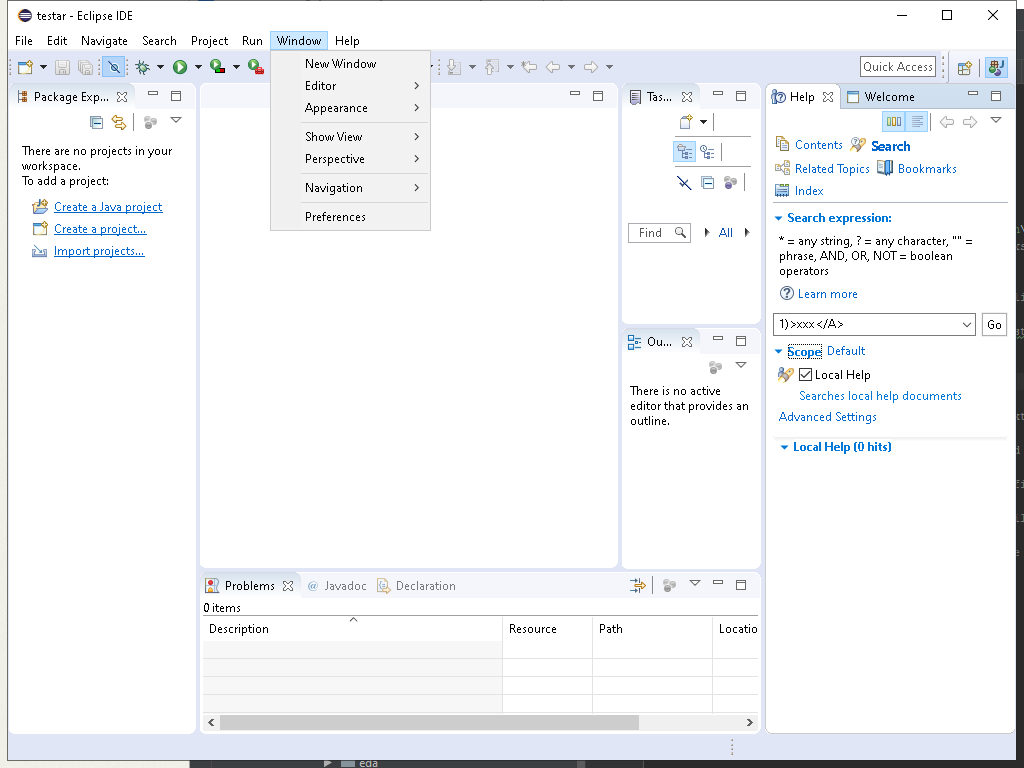 testar - Eclipse IDE
File Edit Navigate Search Project Run Window Help
Quick Access
New Window
Editor
Appearance
Show View
Perspective
Navigation
Preferences
Package Exp...
There are no projects in your
workspace.
To add a project:
Create a Java project
Create a project...
Import projects...
Tas...
Find
All
Ou...
There is no active
editor that provides an
outline.
Help Welcome
Contents Search
Related Topics Bookmarks
Index
Search expression:
* = any string, ? = any character, "" =
phrase, AND, OR, NOT = boolean
operators
Learn more
1)>xxx</A>
Go
Scope Default
Local Help
Searches local help documents
Advanced Settings
Local Help (0 hits)
Problems @ Javadoc Declaration
0 items
Description Resource Path Locatio
eda